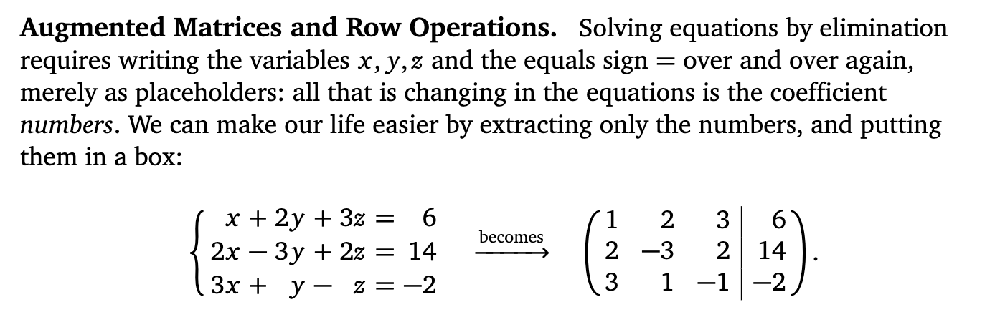 Augmented Matrices and Row Operations. Solving equations by elimination
requires writing the variables x, y, z and the equals sign = over and over again,
merely as placeholders: all that is changing in the equations is the coefficient
numbers. We can make our life easier by extracting only the numbers, and putting
them in a box:
x + 2y + 3z = 6
2x − 3y + 2z = 14
3x + y − z = −2
becomes
1 2 3 | 6
2 −3 2 | 14
3 1 −1 | −2 .